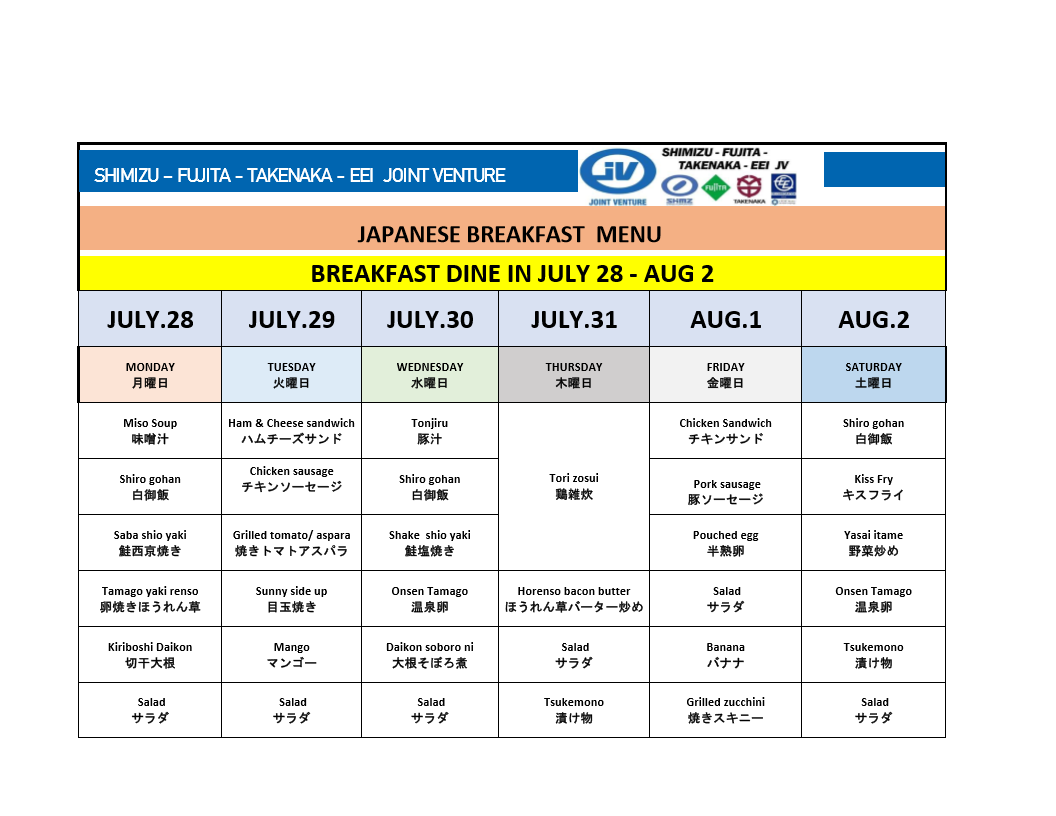 SHIMIZU - FUJITA - TAKENAKA - EEI JOINT VENTURE
JV
JOINT VENTURE
SHIMIZU - FUJITA -
TAKENAKA - EEI JV
SHMZ
FUJITA
TAKENAKA
JAPANESE BREAKFAST MENU
BREAKFAST DINE IN JULY 28 - AUG 2
JULY.28 JULY.29 JULY.30 JULY.31 AUG.1 AUG.2
MONDAY TUESDAY WEDNESDAY THURSDAY FRIDAY SATURDAY
月曜日 火曜日 水曜日 木曜日 金曜日 土曜日
Miso Soup Ham & Cheese sandwich Tonjiru Chicken Sandwich Shiro gohan
味噌汁 ハムチーズサンド 豚汁 チキンサンド 白御飯
Shiro gohan Chicken sausage Shiro gohan Tori zosui Pork sausage Kiss Fry
白御飯 チキンソーセージ 白御飯 鶏雑炊 豚ソーセージ キスフライ
Saba shio yaki Grilled tomato/ aspara Shake shio yaki Pouched egg Yasai itame
鮭西京焼き 焼きトマトアスパラ 鮭塩焼き 半熟卵 野菜炒め
Tamago yaki renso Sunny side up Onsen Tamago Horenso bacon butter Salad Onsen Tamago
卵焼きほうれん草 目玉焼き 温泉卵 ほうれん草バーター炒め サラダ 温泉卵
Kiriboshi Daikon Mango Daikon soboro ni Salad Banana Tsukemono
切干大根 マンゴー 大根そぼろ煮 サラダ バナナ 漬け物
Salad Salad Salad Tsukemono Grilled zucchini Salad
サラダ サラダ サラダ 漬け物 焼きスキニー サラダ